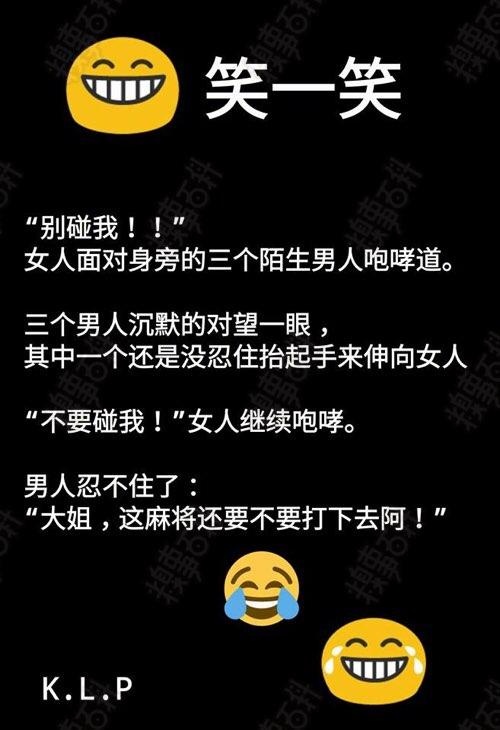 笑一笑
“别碰我！！”
女人面对身旁的三个陌生男人咆哮道。
三个男人沉默的对望一眼，
其中一个还是没忍住抬起手来伸向女人
“不要碰我！”女人继续咆哮。
男人忍不住了：
“大姐，这麻将还要不要打下去阿！”
K.L.P